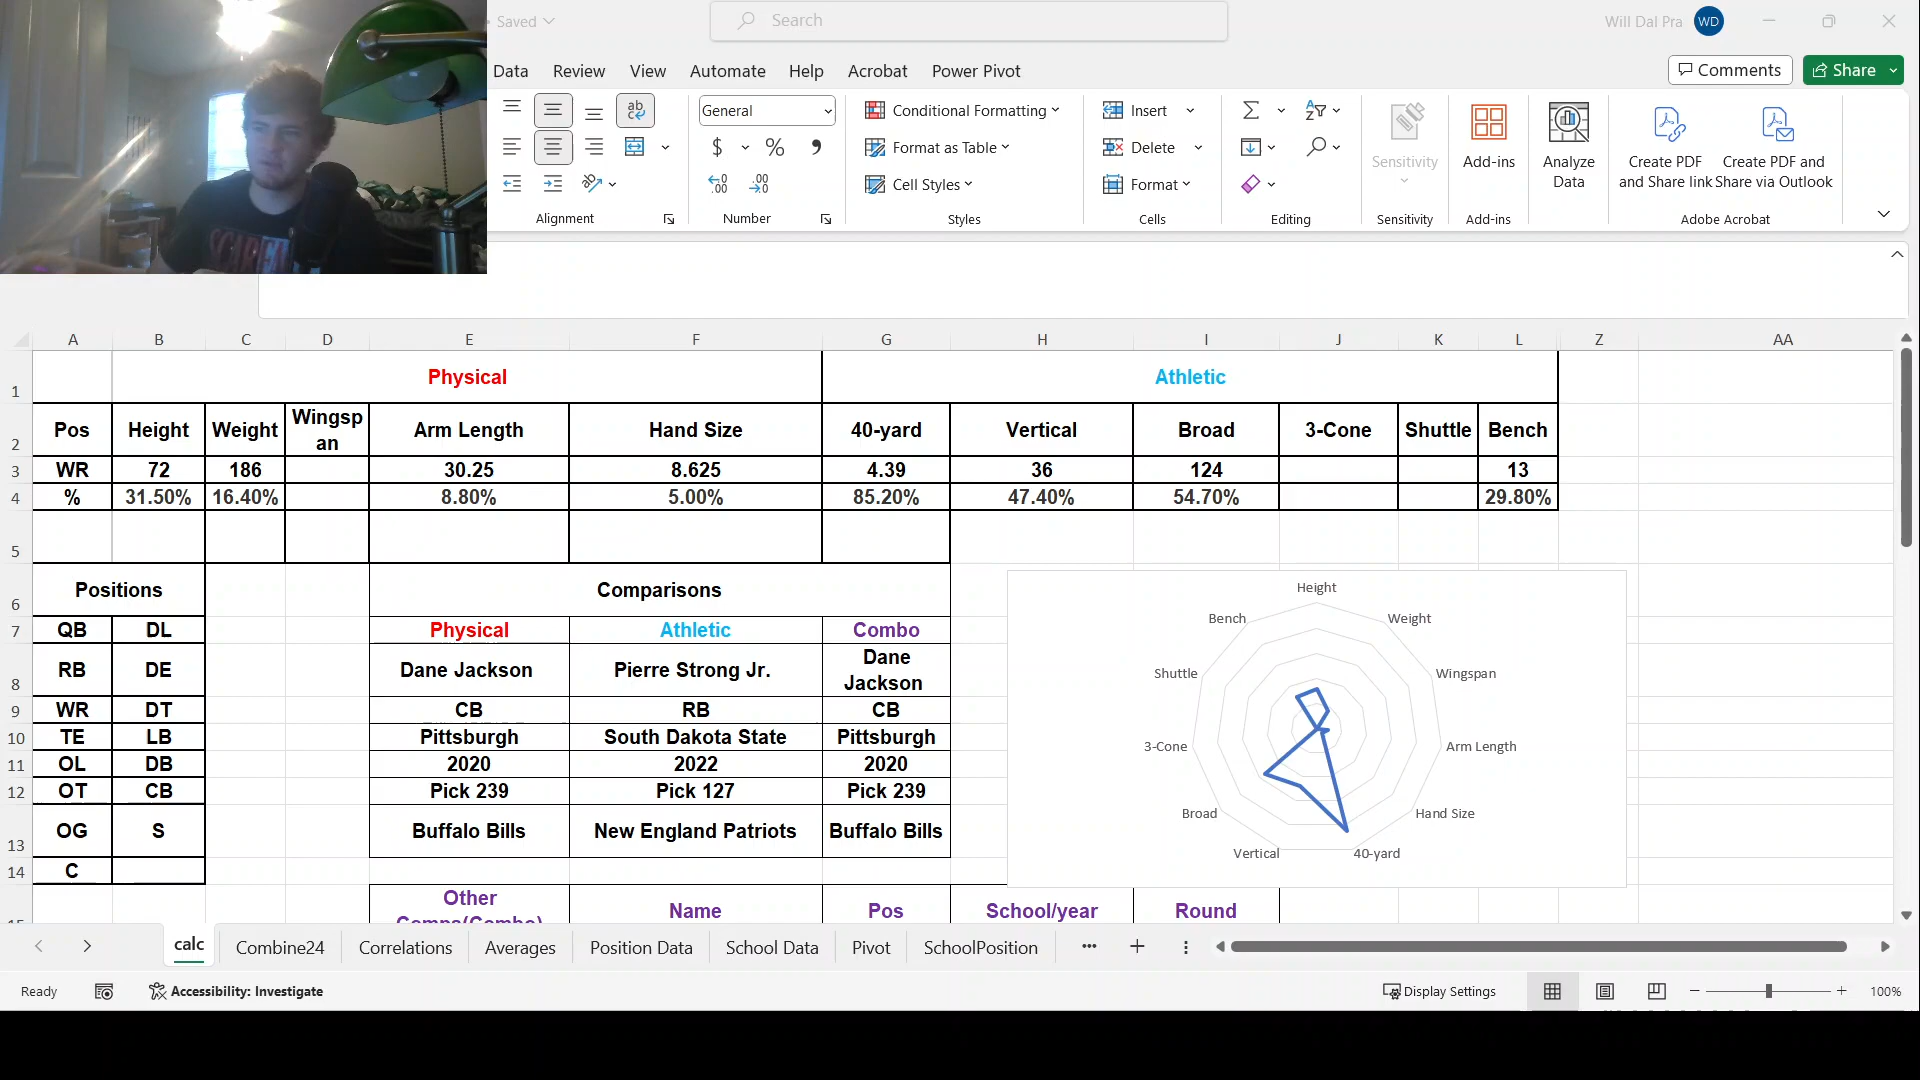 Saved
Search
Will Dal Pra WD
Data Review View Automate Help Acrobat Power Pivot
Comments Share
ab
General
Conditional Formatting
Format as Table
Cell Styles
Insert
Delete
Format
Sensitivity
Add-ins
Analyze
Data
Create PDF
and Share link
Create PDF and
Share via Outlook
Alignment Number Styles Cells Editing Sensitivity Add-ins Adobe Acrobat
A B C D E F G H I J K L Z AA
1 Physical Athletic
2 Pos Height Weight Wingsp
an Arm Length Hand Size 40-yard Vertical Broad 3-Cone Shuttle Bench
3 WR 72 186 30.25 8.625 4.39 36 124 13
4 % 31.50% 16.40% 8.80% 5.00% 85.20% 47.40% 54.70% 29.80%
5
6 Positions Comparisons
7 QB DL Physical Athletic Combo
8 RB DE Dane Jackson Pierre Strong Jr. Dane
Jackson
9 WR DT CB RB CB
10 TE LB Pittsburgh South Dakota State Pittsburgh
11 OL DB 2020 2022 2020
12 OT CB Pick 239 Pick 127 Pick 239
13 OG S Buffalo Bills New England Patriots Buffalo Bills
14 C
Other
Comps(Combo) Name Pos School/year Round
Height
Weight
Wingspan
Arm Length
Hand Size
40-yard
Vertical
Broad
3-Cone
Shuttle
Bench
calc Combine24 Correlations Averages Position Data School Data Pivot SchoolPosition
Ready Accessibility: Investigate Display Settings 100%